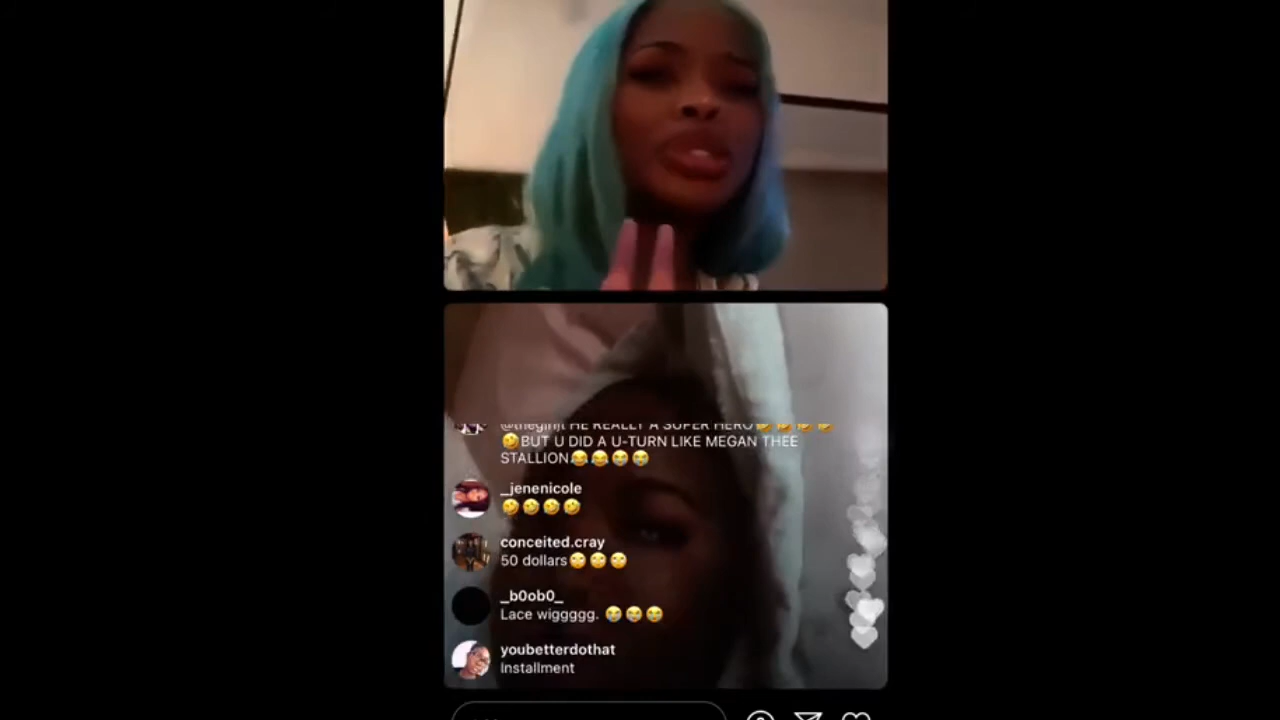 HE REALLY A SUPER HERO🤣🤣🤣🤣
🤣BUT U DID A U-TURN LIKE MEGAN THEE
STALLION😂😂😭😭
_jenenicole
🤣🤣🤣🤣
conceited.cray
50 dollars🙄🙄🙄
_b0ob0_
Lace wiggggg. 😭😭😭
youbetterdothat
Installment